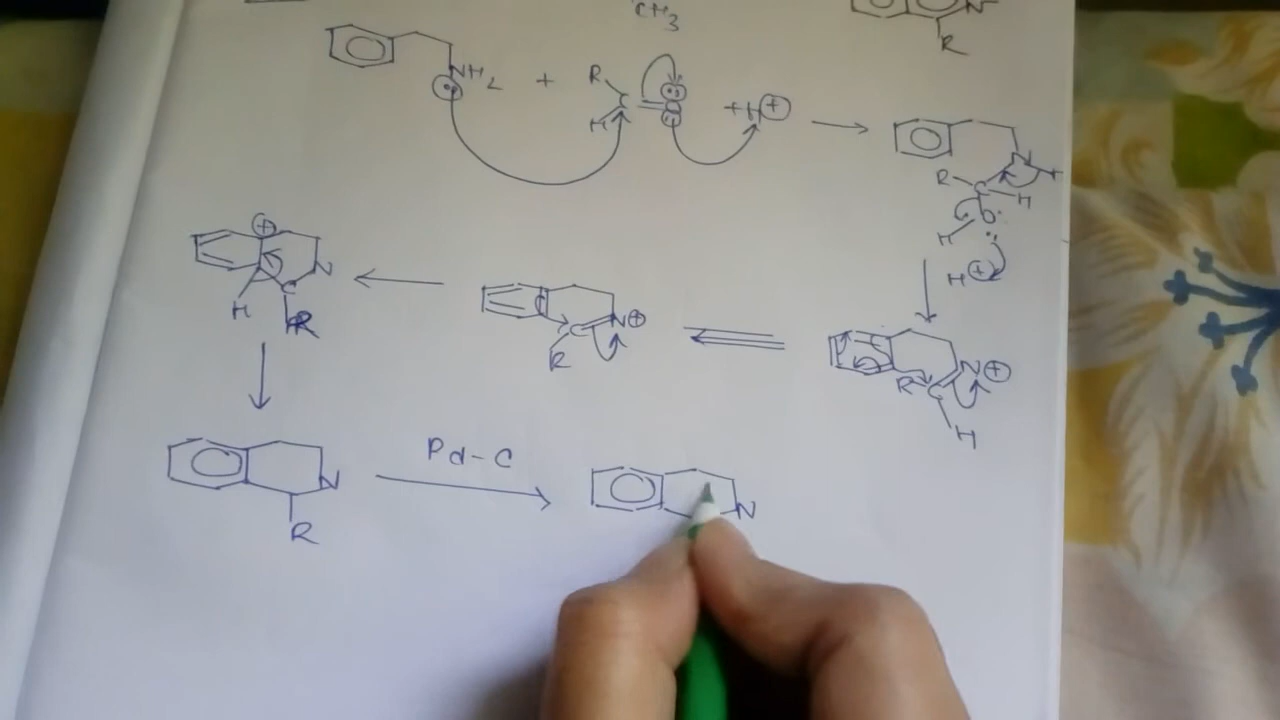 CH3
N
R
NH2 + R C H O + H ⊕
N H
R C H
O
H
H ⊕
⊕
N
H C
R
N ⊕
C
R
N ⊕
R C
H
N
R
Pd-C
N